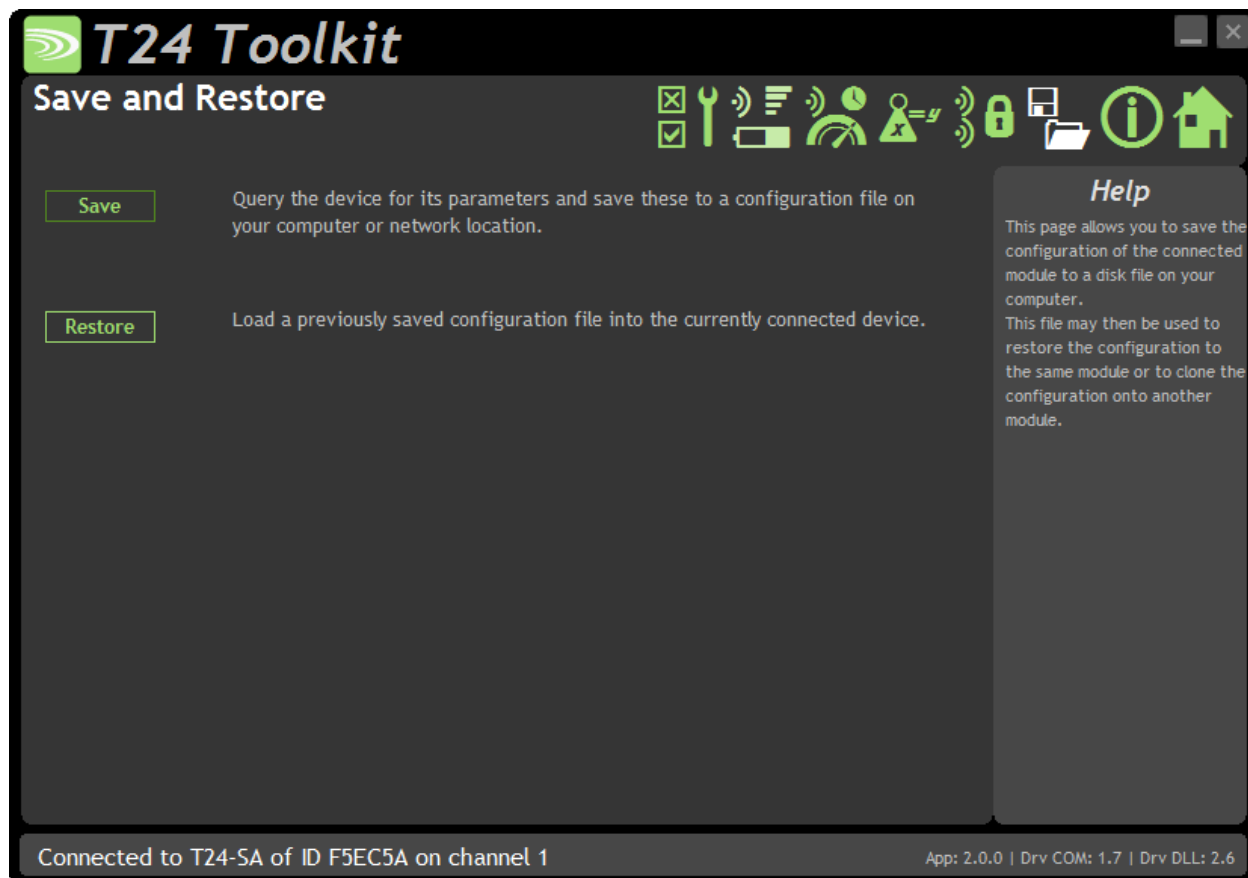 T24 Toolkit
Save and Restore
x
=y
Save
Query the device for its parameters and save these to a configuration file on
your computer or network location.
Restore
Load a previously saved configuration file into the currently connected device.
Help
This page allows you to save the
configuration of the connected
module to a disk file on your
computer.
This file may then be used to
restore the configuration to
the same module or to clone the
configuration onto another
module.
Connected to T24-SA of ID F5EC5A on channel 1
App: 2.0.0 | Drv COM: 1.7 | Drv DLL: 2.6